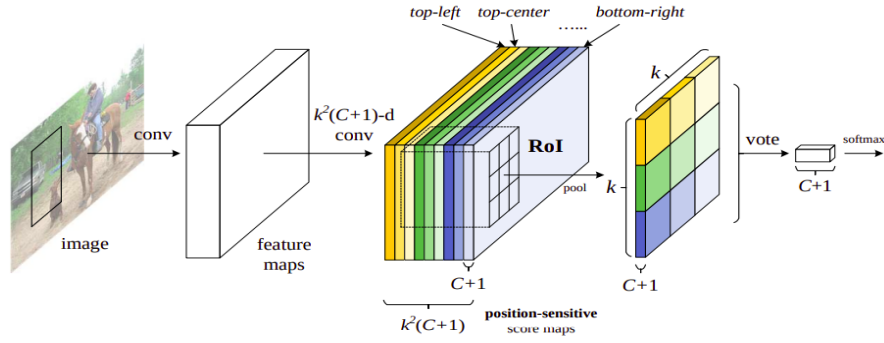 top-left top-center ...... bottom-right
conv
k²(C+1)-d
conv
RoI
pool
k
k
vote
softmax
C+1
image
feature
maps
C+1
C+1
k²(C+1)
position-sensitive
score maps